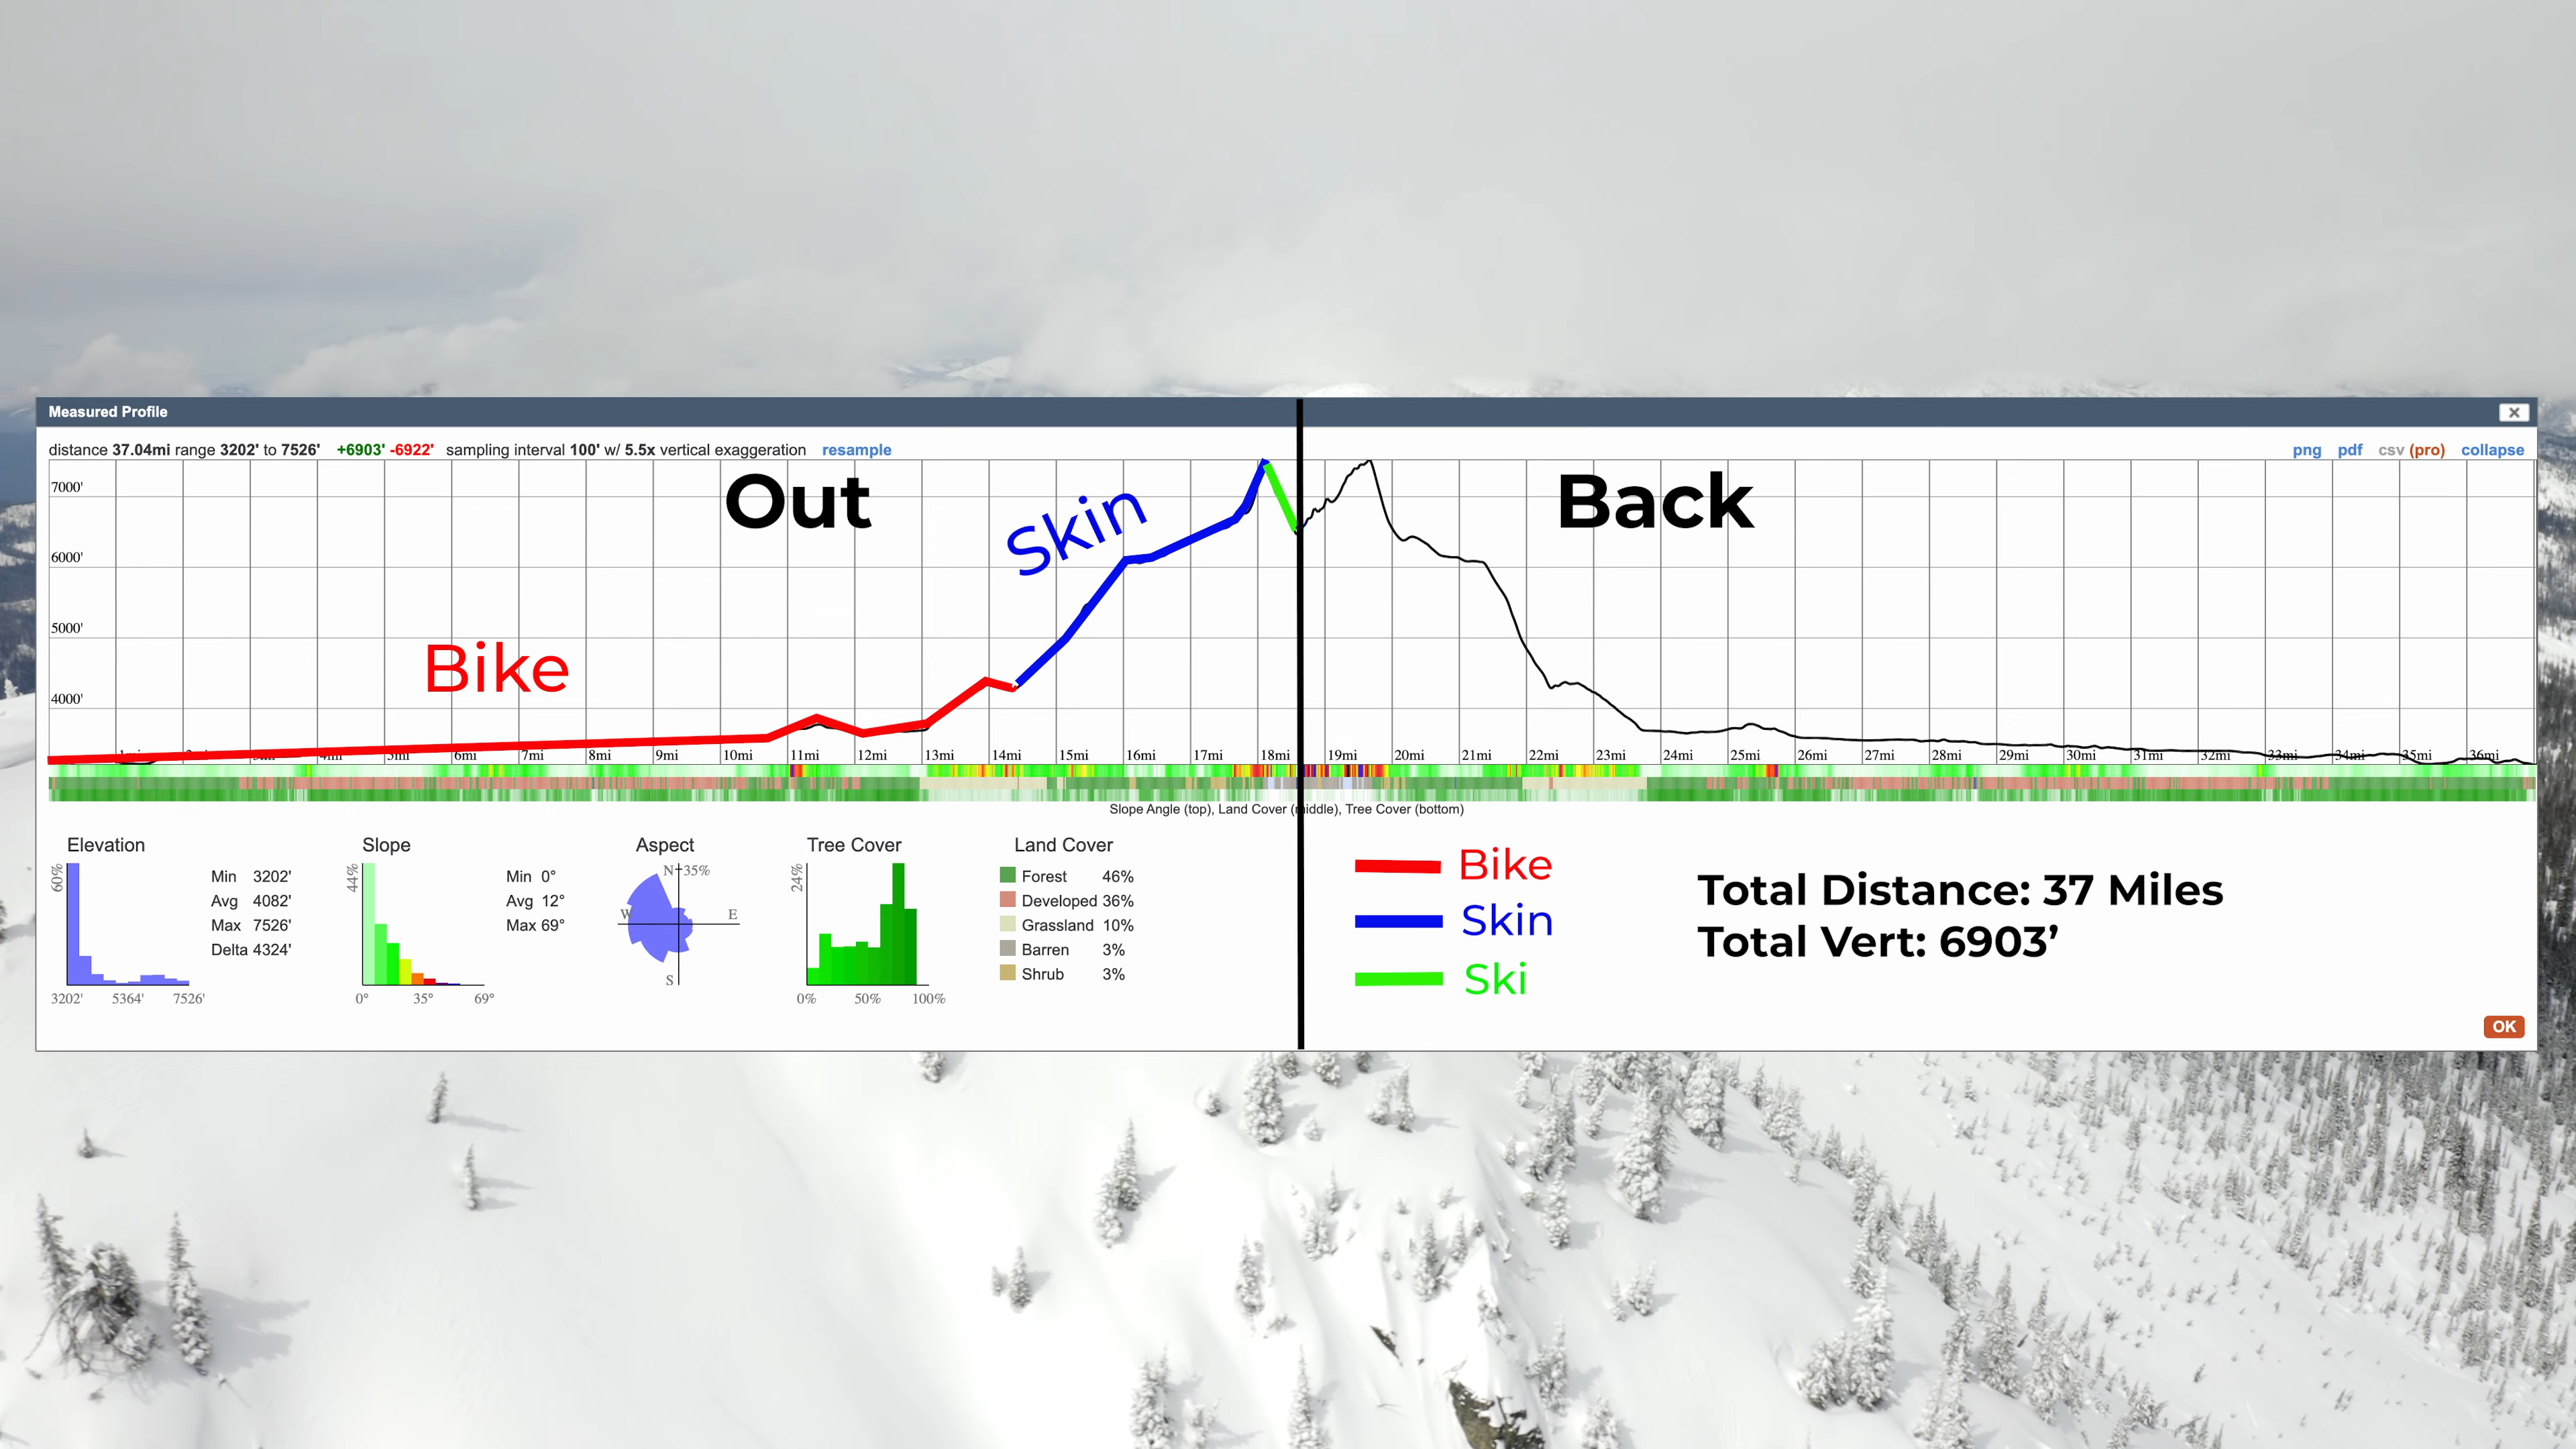 Measured Profile
distance 37.04mi range 3202' to 7526' +6903' -6922' sampling interval 100' w/ 5.5x vertical exaggeration resample
png pdf csv (pro) collapse
Out
Back
Skin
Bike
7000'
6000'
5000'
4000'
5mi 6mi 7mi 8mi 9mi 10mi 11mi 12mi 13mi 14mi 15mi 16mi 17mi 18mi 19mi 20mi 21mi 22mi 23mi 24mi 25mi 26mi 27mi 28mi 29mi 30mi 31mi 32mi 33mi 34mi 35mi 36mi
Slope Angle (top), Land Cover (middle), Tree Cover (bottom)
Elevation
60%
3202' 5364' 7526'
Min 3202'
Avg 4082'
Max 7526'
Delta 4324'
Slope
44%
0° 35° 69°
Min 0°
Avg 12°
Max 69°
Aspect
N 35%
W E
S
Tree Cover
24%
0% 50% 100%
Land Cover
Forest 46%
Developed 36%
Grassland 10%
Barren 3%
Shrub 3%
Bike
Skin
Ski
Total Distance: 37 Miles
Total Vert: 6903’
OK